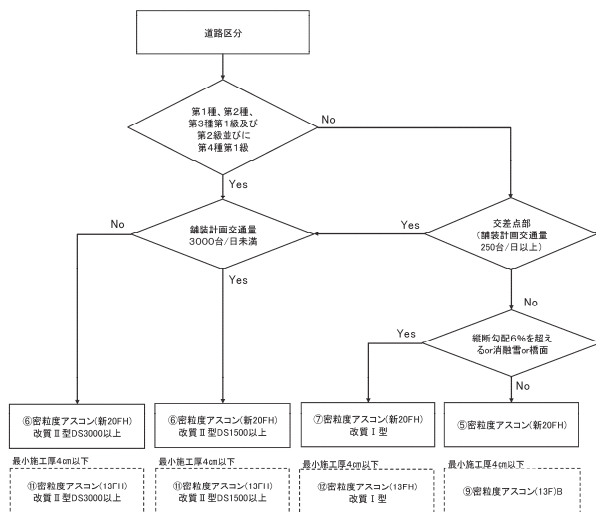 道路区分
第1種、第2種、
第3種第1級及び
第2級並びに
第4種第1級
No
Yes
舗装計画交通量
3000台/日未満
No
Yes
Yes
交差点部
(舗装計画交通量
250台/日以上)
No
縦断勾配6%を超え
るor消融雪or橋面
Yes
No
⑥密粒度アスコン(新20FH)
改質Ⅱ型DS3000以上
⑥密粒度アスコン(新20FH)
改質Ⅱ型DS1500以上
⑦密粒度アスコン(新20FH)
改質Ⅰ型
⑤密粒度アスコン(新20FH)
最小施工厚4cm以下
最小施工厚4cm以下
最小施工厚4cm以下
最小施工厚4cm以下
⑪密粒度アスコン(13FH)
改質Ⅱ型DS3000以上
⑪密粒度アスコン(13FH)
改質Ⅱ型DS1500以上
⑫密粒度アスコン(13FH)
改質Ⅰ型
⑨密粒度アスコン(13F)B